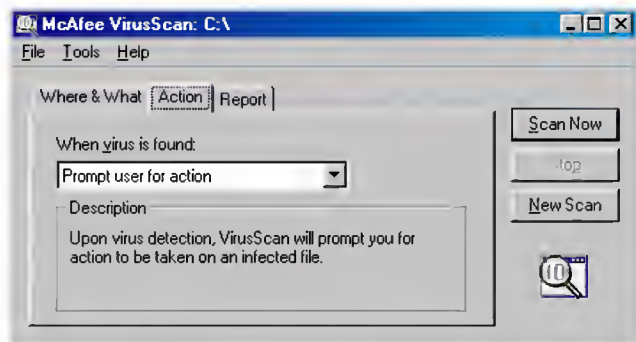 McAfee VirusScan: C:\
File Tools Help
Where & What Action Report
When virus is found:
Prompt user for action
Description
Upon virus detection, VirusScan will prompt you for
action to be taken on an infected file.
Scan Now
Stop
New Scan